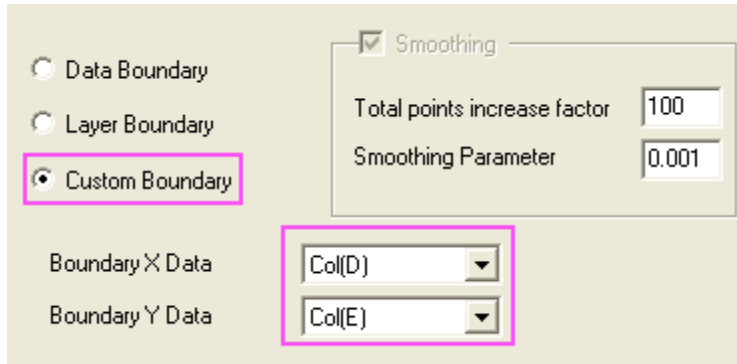 Smoothing
Data Boundary
Total points increase factor 100
Layer Boundary
Smoothing Parameter 0.001
Custom Boundary
Boundary X Data Col(D)
Boundary Y Data Col(E)